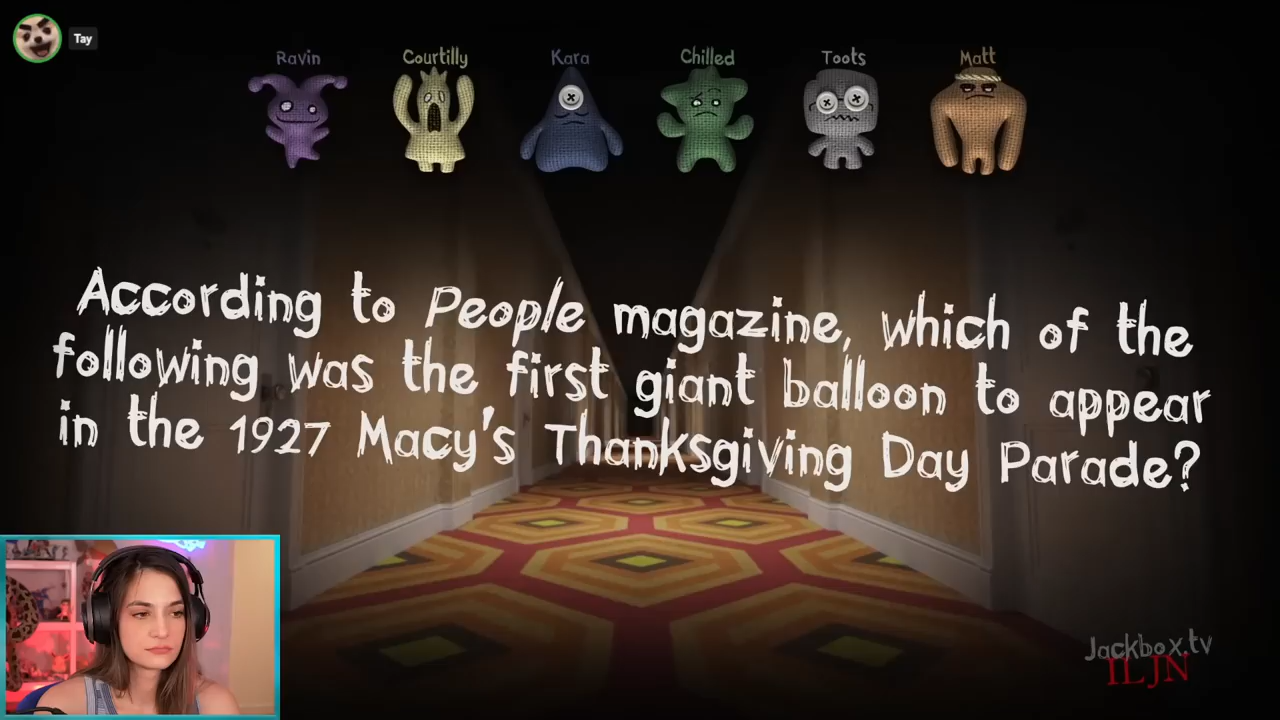 Tay
Ravin
Courtilly
Kara
Chilled
Toots
Matt
According to People magazine, which of the
following was the first giant balloon to appear
in the 1927 Macy's Thanksgiving Day Parade?
Jackbox.tv
ILJN